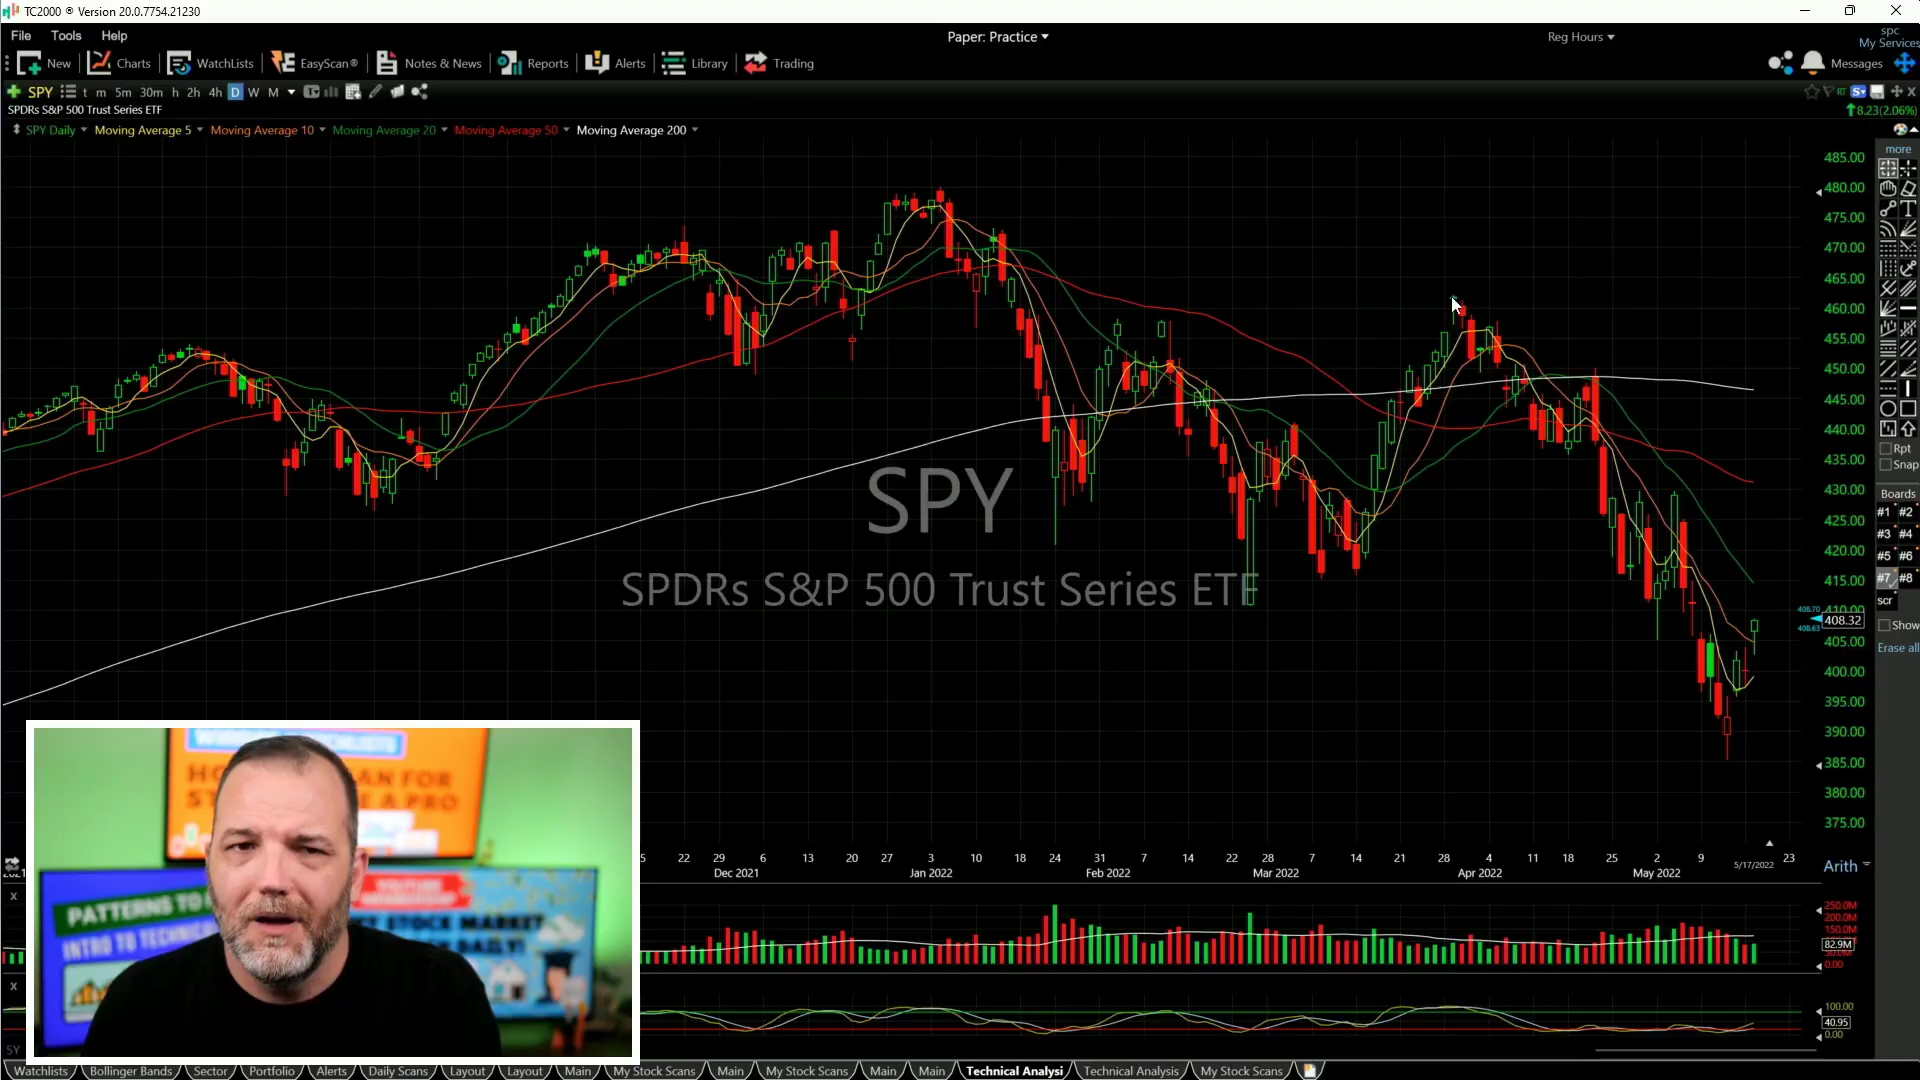 TC2000 ® Version 20.0.7754.21230
File Tools Help
Paper: Practice
Reg Hours
spc
My Services
New Charts WatchLists EasyScan® Notes & News Reports Alerts Library Trading
Messages
SPY t m 5m 30m h 2h 4h D W M
RT
SPDRs S&P 500 Trust Series ETF
8.23(2.06%)
SPY Daily Moving Average 5 Moving Average 10 Moving Average 20 Moving Average 50 Moving Average 200
more
485.00
480.00
475.00
470.00
465.00
460.00
455.00
450.00
445.00
440.00
435.00
430.00
425.00
420.00
415.00
410.00
408.70
408.32
408.63
405.00
400.00
395.00
390.00
385.00
380.00
375.00
Rpt
Snap
Boards
#1 #2
#3 #4
#5 #6
#7 #8
scr
Show
Erase all
SPY
SPDRs S&P 500 Trust Series ETF
PATTERNS TO
INTRO TO TECHNIC
22 29 6 13 20 27 3 10 18 24 31 7 14 22 28 7 14 21 28 4 11 18 25 2 9 5/17/2022 23
Dec 2021 Jan 2022 Feb 2022 Mar 2022 Apr 2022 May 2022
Arith
250.0M
200.0M
150.0M
82.9M
0.00
100.00
40.95
0.00
5Y
Watchlists Bollinger Bands Sector Portfolio Alerts Daily Scans Layout Layout Main My Stock Scans Main My Stock Scans Main Main Technical Analysi Technical Analysis My Stock Scans